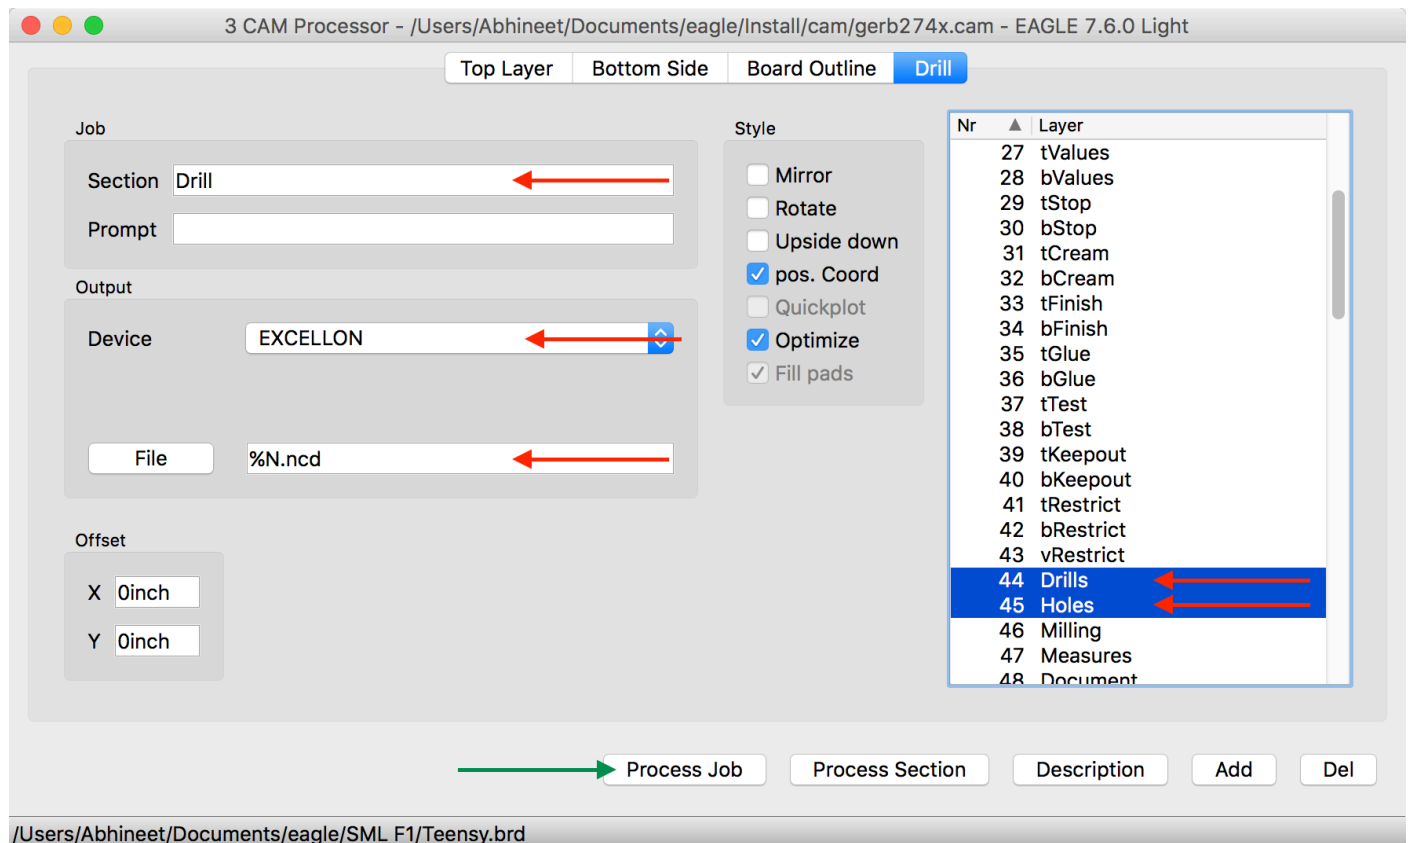 3 CAM Processor - /Users/Abhineet/Documents/eagle/Install/cam/gerb274x.cam - EAGLE 7.6.0 Light
Top Layer Bottom Side Board Outline Drill
Job
Section Drill
Prompt
Output
Device EXCELLON
File %N.ncd
Offset
X 0inch
Y 0inch
Style
Mirror
Rotate
Upside down
pos. Coord
Quickplot
Optimize
Fill pads
Nr Layer
27 tValues
28 bValues
29 tStop
30 bStop
31 tCream
32 bCream
33 tFinish
34 bFinish
35 tGlue
36 bGlue
37 tTest
38 bTest
39 tKeepout
40 bKeepout
41 tRestrict
42 bRestrict
43 vRestrict
44 Drills
45 Holes
46 Milling
47 Measures
48 Document
Process Job Process Section Description Add Del
/Users/Abhineet/Documents/eagle/SML F1/Teensy.brd